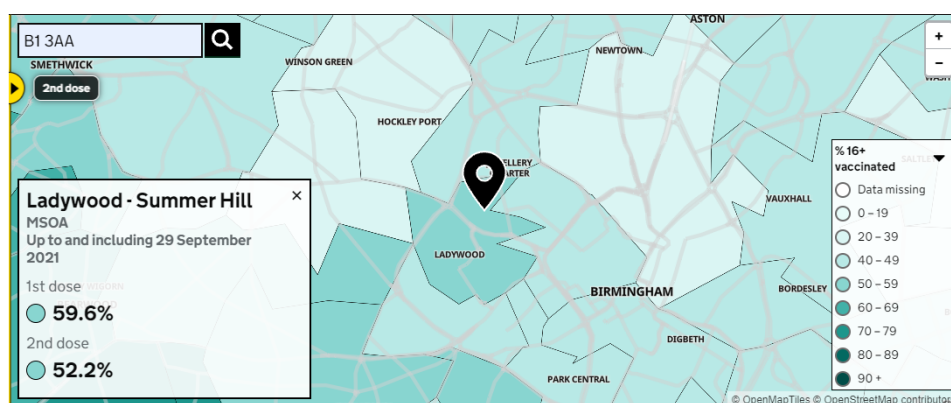 B1 3AA
2nd dose
SMETHWICK
WINSON GREEN
HOCKLEY PORT
NEWTOWN
ASTON
+
−
Ladywood - Summer Hill
×
MSOA
Up to and including 29 September
2021
1st dose
59.6%
2nd dose
52.2%
LADYWOOD
BIRMINGHAM
VAUXHALL
BORDESLEY
DIGBETH
PARK CENTRAL
% 16+
vaccinated
Data missing
0 – 19
20 – 39
40 – 49
50 – 59
60 – 69
70 – 79
80 – 89
90 +
© OpenMapTiles © OpenStreetMap contributor